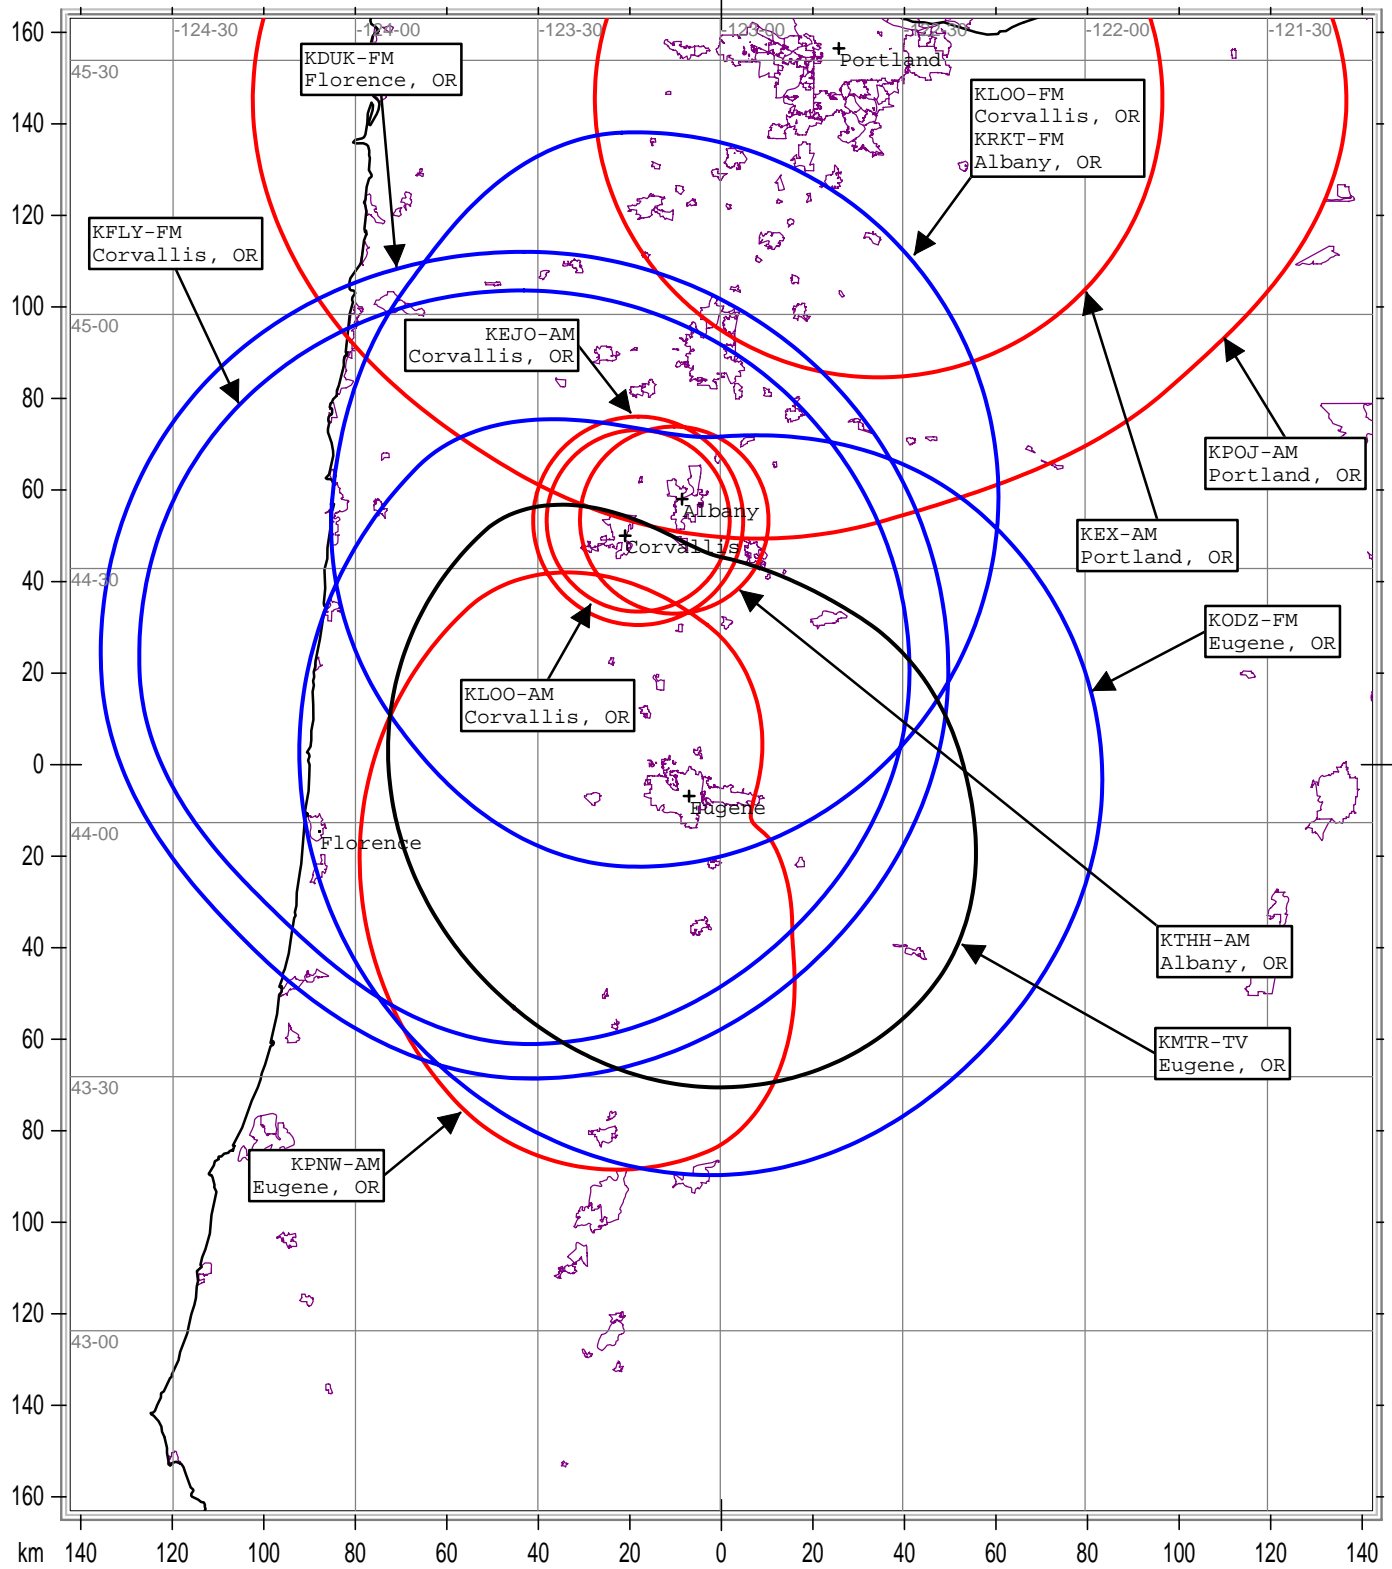 160
140
120
100
80
60
40
20
0
20
40
60
80
100
120
140
160
km 140 120 100 80 60 40 20 0 20 40 60 80 100 120 140
-124-30
-124-00
-123-30
-123-00
-122-30
-122-00
-121-30
45-30
45-00
44-30
44-00
43-30
43-00
KDUK-FM
Florence, OR
KLOO-FM
Corvallis, OR
KRKT-FM
Albany, OR
KFLY-FM
Corvallis, OR
KEJO-AM
Corvallis, OR
KPOJ-AM
Portland, OR
KEX-AM
Portland, OR
KODZ-FM
Eugene, OR
KLOO-AM
Corvallis, OR
KTHH-AM
Albany, OR
KMTR-TV
Eugene, OR
KPNW-AM
Eugene, OR
Portland
Albany
Corvallis
Eugene
Florence